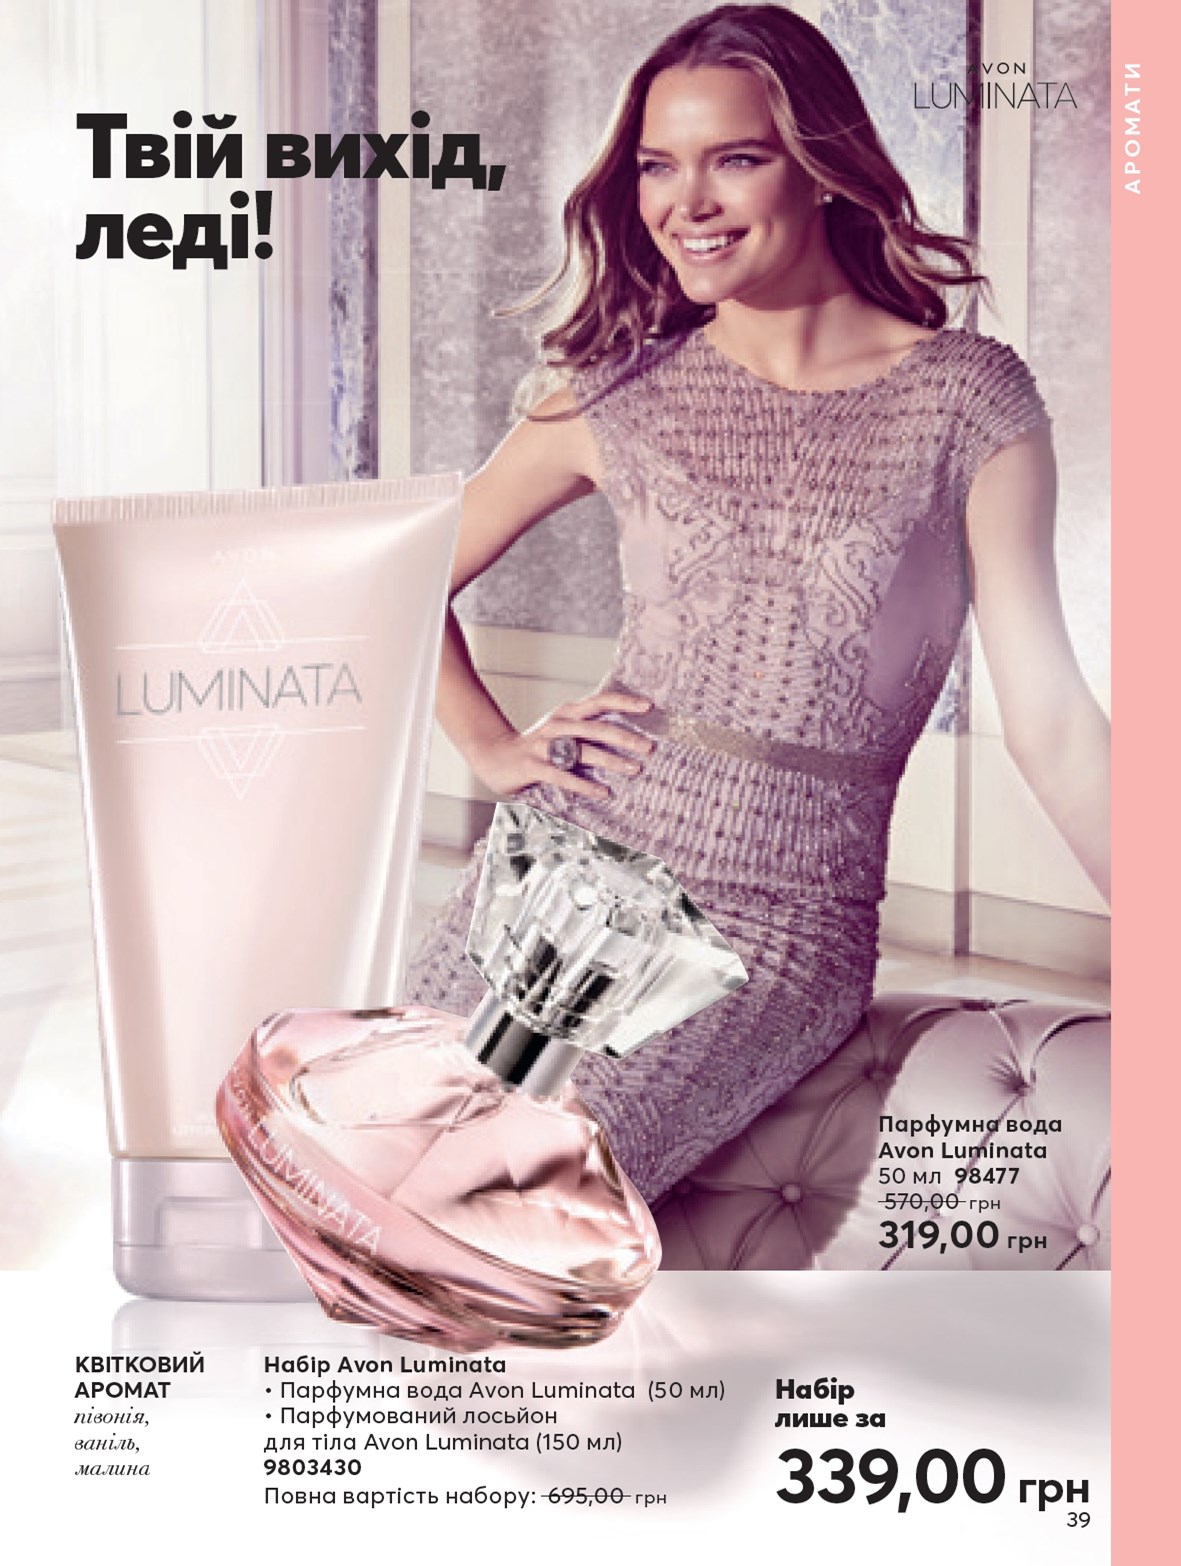 AVON
LUMINATA
АРОМАТИ
Твій вихід,
леді!
AVON
LUMINATA
LUMINATA
Парфумна вода
Avon Luminata
50 мл 98477
570,00 грн
319,00 грн
КВІТКОВИЙ
АРОМАТ
півонія,
ваніль,
малина
Набір Avon Luminata
• Парфумна вода Avon Luminata (50 мл)
• Парфумований лосьйон
для тіла Avon Luminata (150 мл)
9803430
Повна вартість набору: 695,00 грн
Набір
лише за
339,00 грн
39